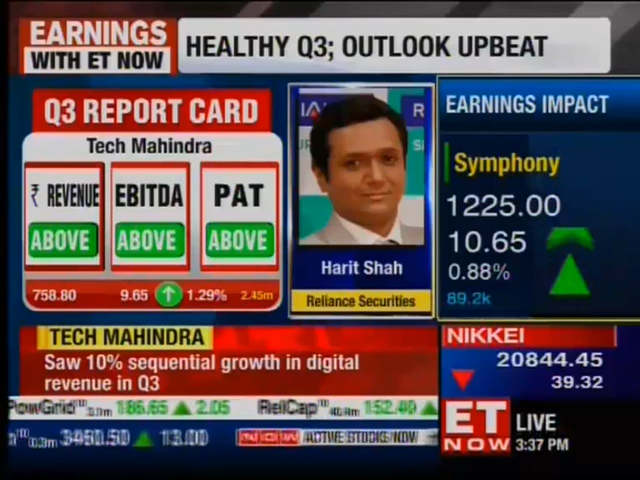 EARNINGS
WITH ET NOW
HEALTHY Q3; OUTLOOK UPBEAT
Q3 REPORT CARD
Tech Mahindra
₹ REVENUE
ABOVE
EBITDA
ABOVE
PAT
ABOVE
758.80 9.65 1.29% 2.45m
Harit Shah
Reliance Securities
EARNINGS IMPACT
Symphony
1225.00
10.65
0.88%
89.2k
TECH MAHINDRA
Saw 10% sequential growth in digital
revenue in Q3
NIKKEI
20844.45
39.32
PowGrid 186.65 2.05 RelCap 152.40
3460.50 13.00 ACTIVE STOCKS/NOW
ET
NOW
LIVE
3:37 PM